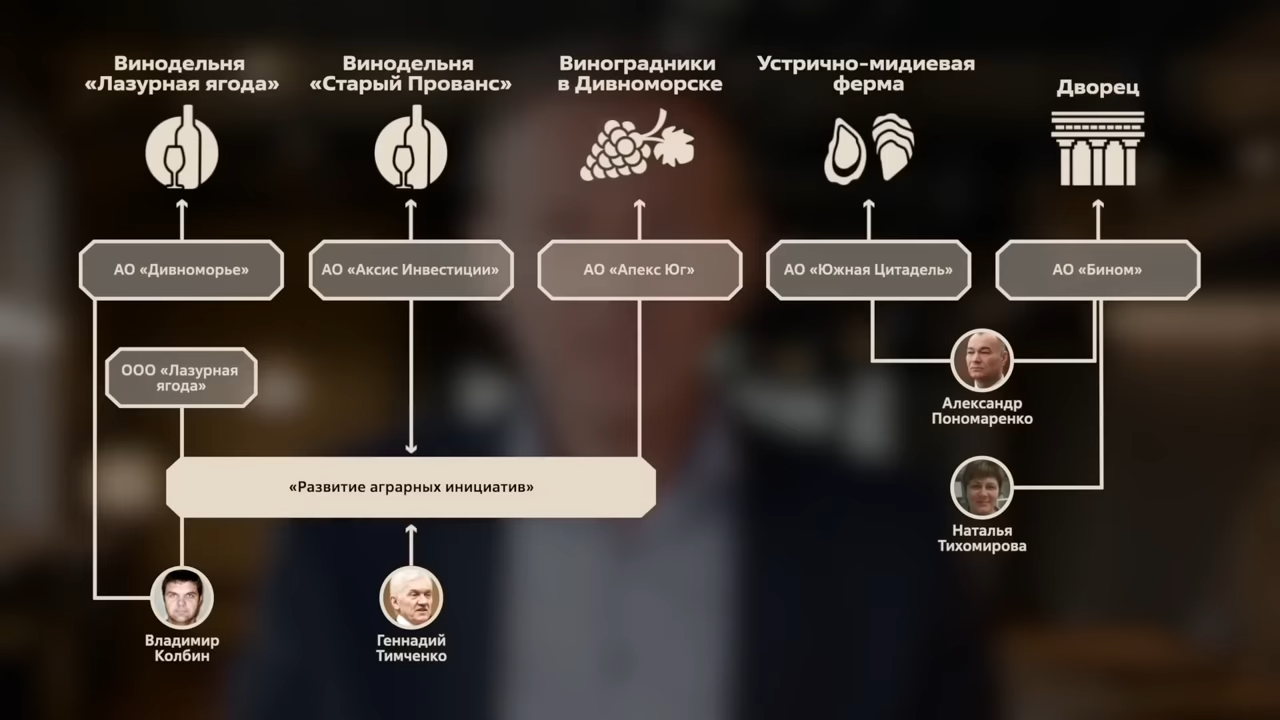 Винодельня
«Лазурная ягода»
Винодельня
«Старый Прованс»
Виноградники
в Дивноморске
Устрично-мидиевая
ферма
Дворец
АО «Дивноморье»
АО «Аксис Инвестиции»
АО «Апекс Юг»
АО «Южная Цитадель»
АО «Бином»
ООО «Лазурная
ягода»
Александр
Пономаренко
«Развитие аграрных инициатив»
Наталья
Тихомирова
Владимир
Колбин
Геннадий
Тимченко